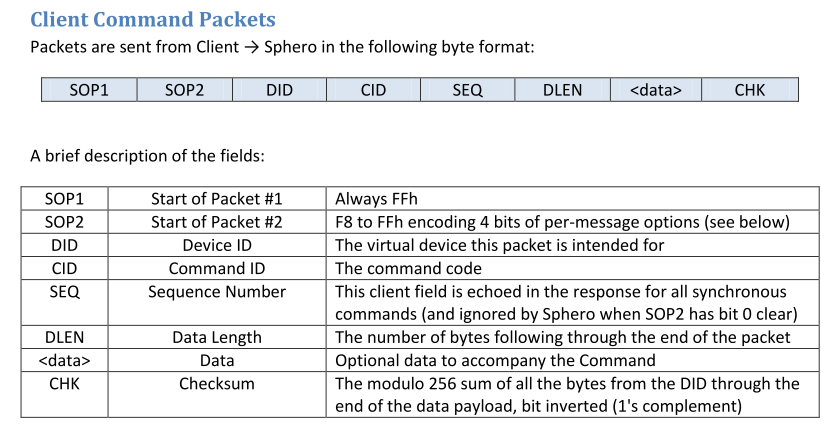 Client Command Packets
Packets are sent from Client → Sphero in the following byte format:
SOP1 SOP2 DID CID SEQ DLEN <data> CHK
A brief description of the fields:
SOP1 Start of Packet #1 Always FFh
SOP2 Start of Packet #2 F8 to FFh encoding 4 bits of per-message options (see below)
DID Device ID The virtual device this packet is intended for
CID Command ID The command code
SEQ Sequence Number This client field is echoed in the response for all synchronous
commands (and ignored by Sphero when SOP2 has bit 0 clear)
DLEN Data Length The number of bytes following through the end of the packet
<data> Data Optional data to accompany the Command
CHK Checksum The modulo 256 sum of all the bytes from the DID through the
end of the data payload, bit inverted (1's complement)